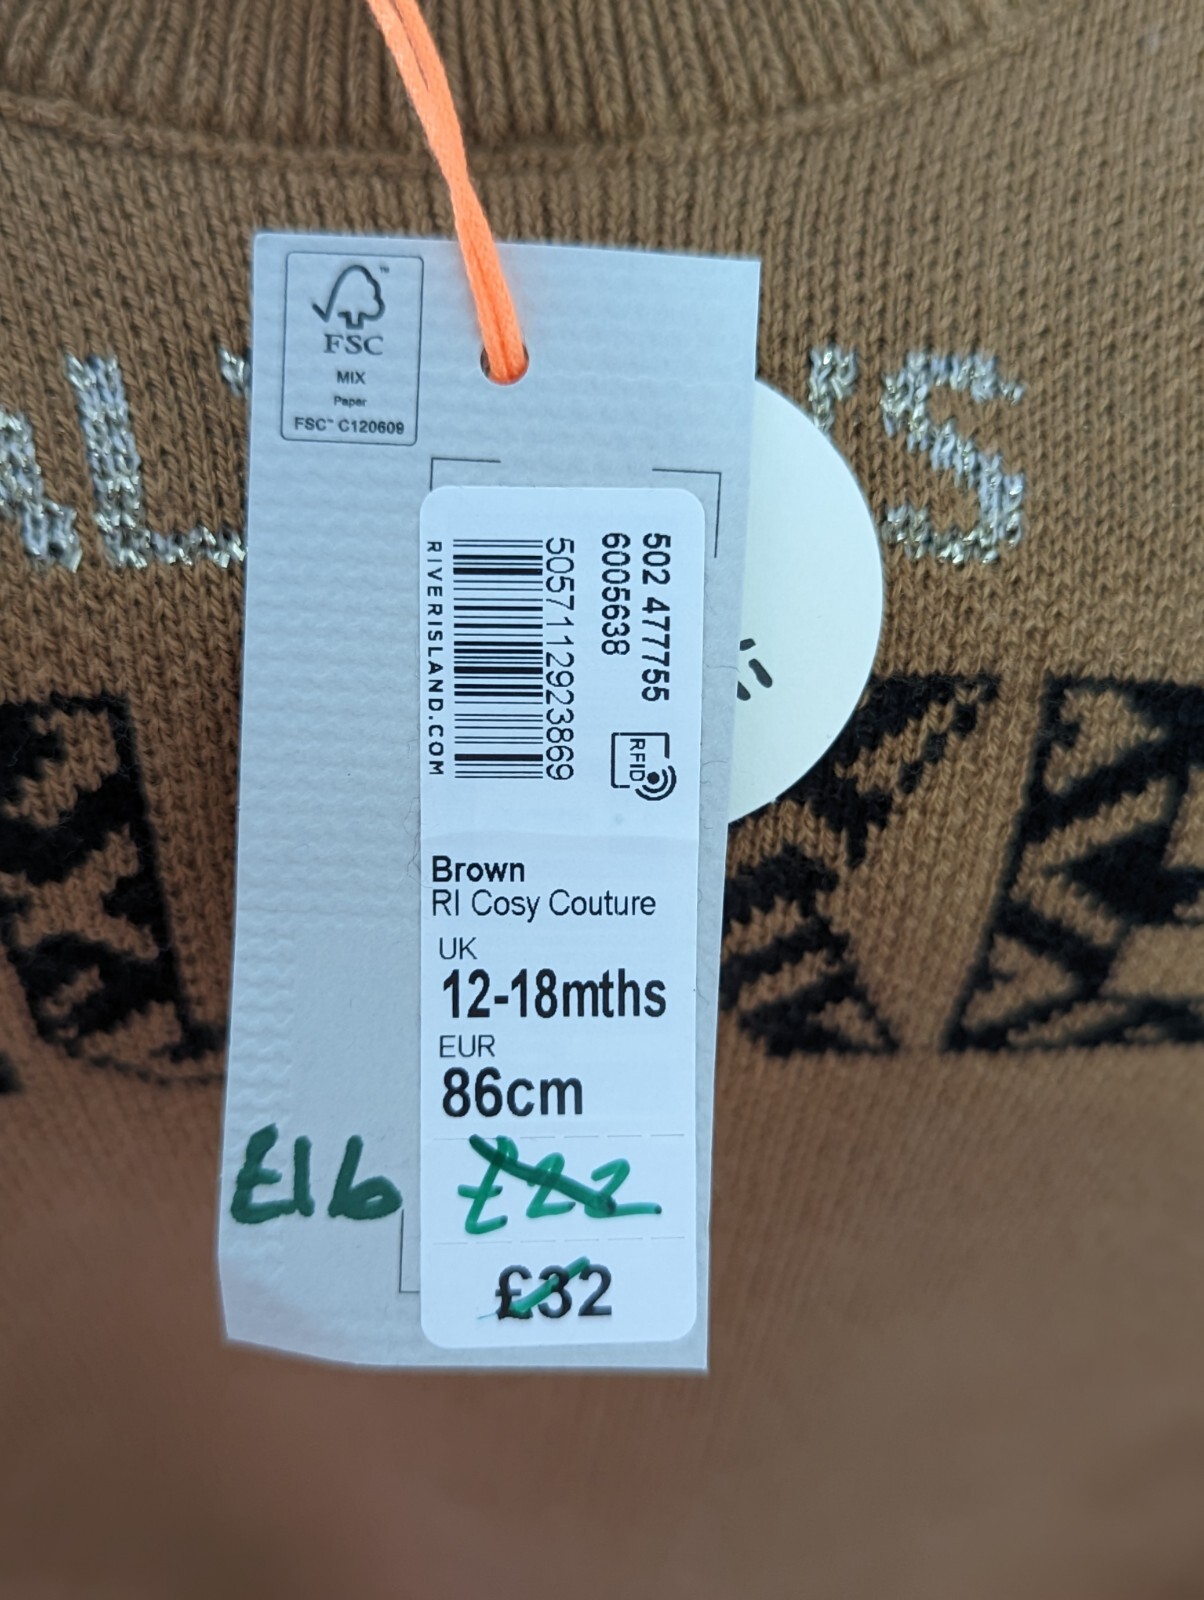 FSC™
MIX
Paper
FSC™ C120609
502 477755
6005638
RFID
5057112923869
RIVERISLAND.COM
Brown
RI Cosy Couture
UK
12-18mths
EUR
86cm
£16
£22
£32